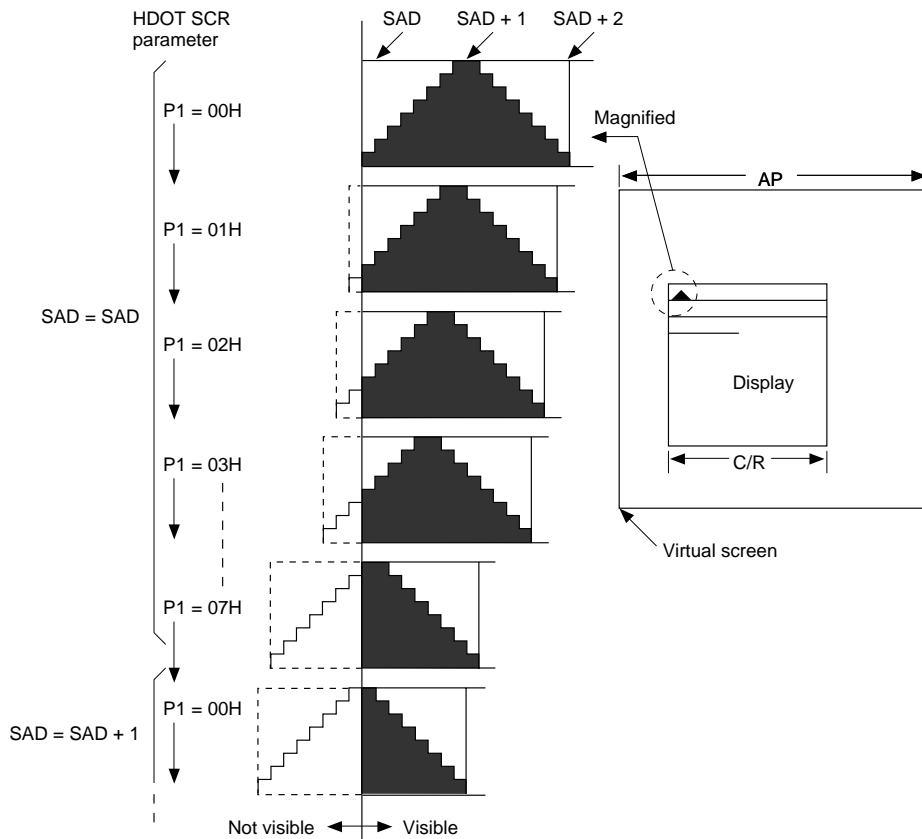 HDOT SCR
parameter
SAD
SAD + 1
SAD + 2
P1 = 00H
Magnified
AP
P1 = 01H
SAD = SAD
P1 = 02H
Display
P1 = 03H
C/R
Virtual screen
P1 = 07H
P1 = 00H
SAD = SAD + 1
Not visible
Visible